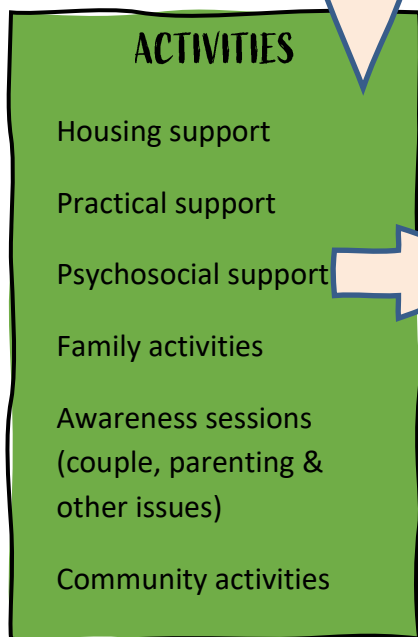 ACTIVITIES
Housing support
Practical support
Psychosocial support
Family activities
Awareness sessions
(couple, parenting &
other issues)
Community activities